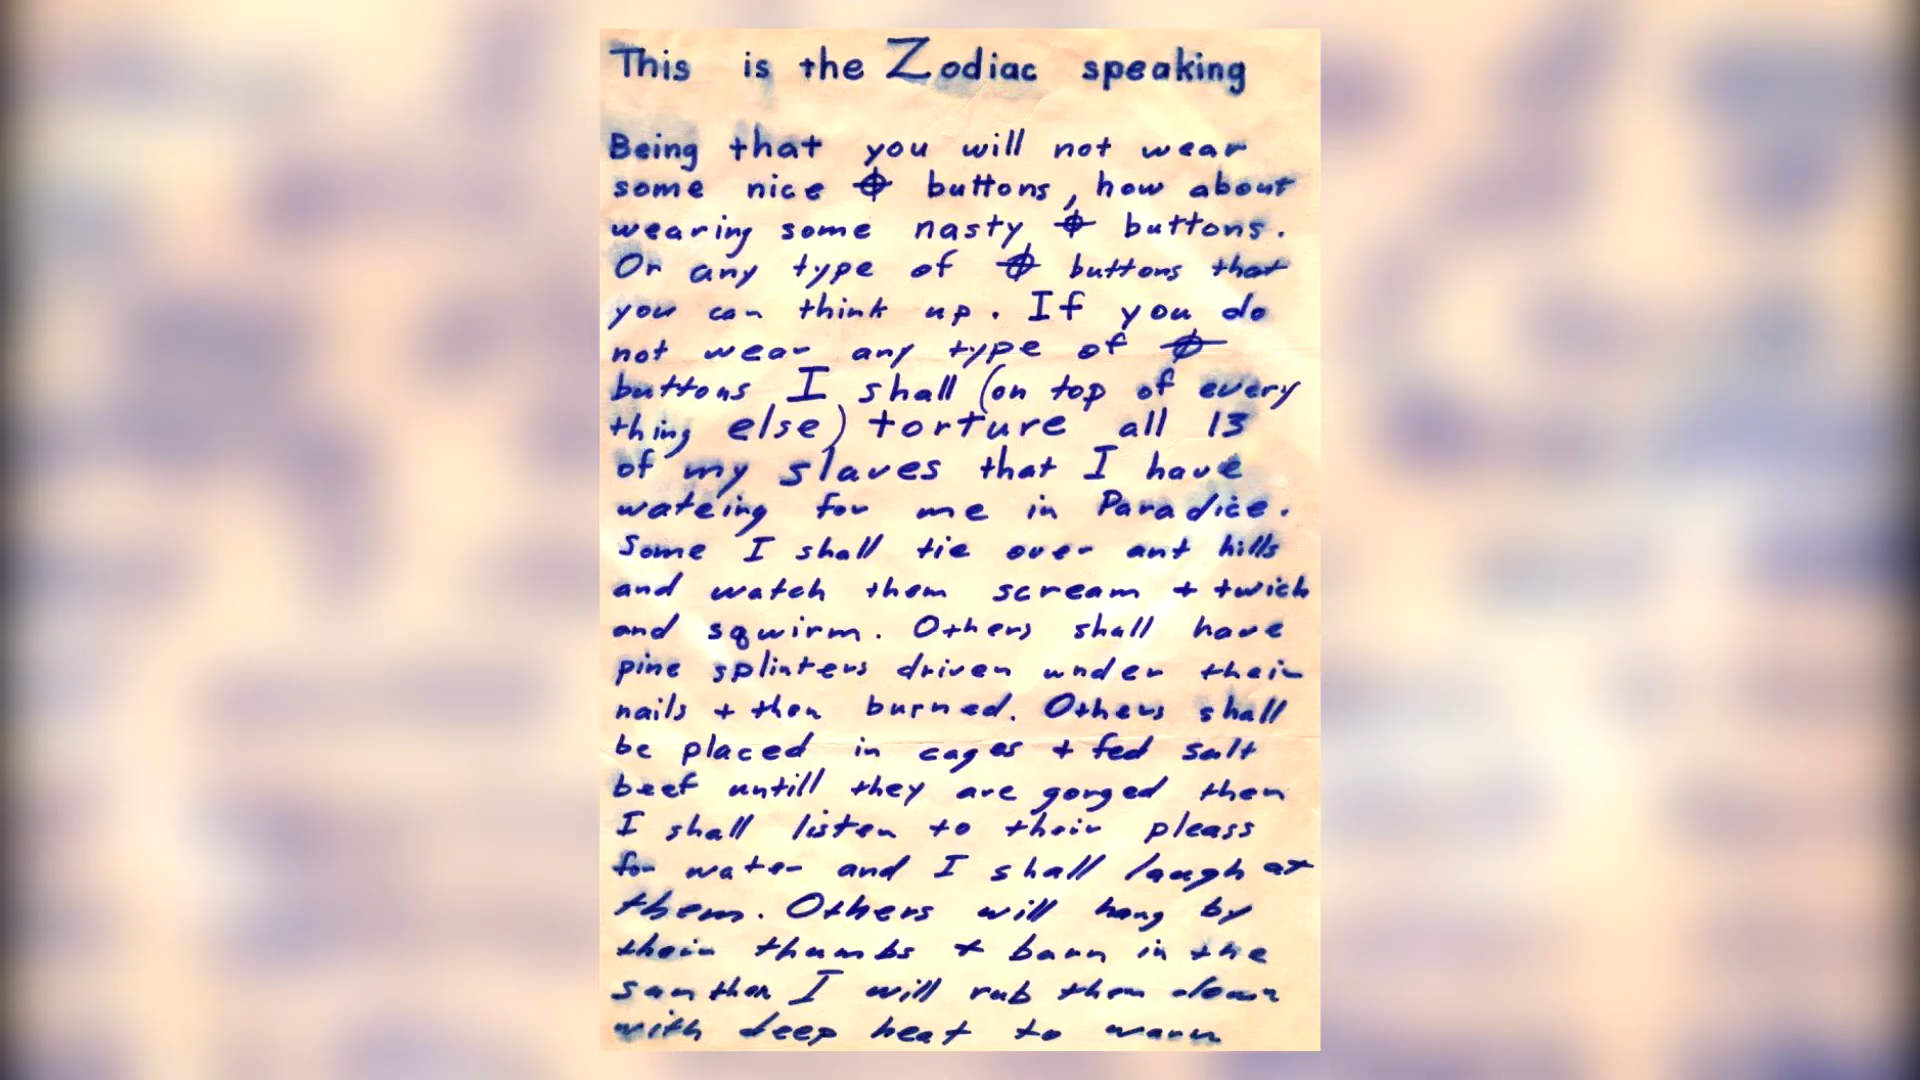 This is the Zodiac speaking
Being that you will not wear
some nice ⌖ buttons, how about
wearing some nasty ⌖ buttons.
Or any type of ⌖ buttons that
you can think up. If you do
not wear any type of ⌖
buttons I shall (on top of every
thing else) torture all 13
of my slaves that I have
wateing for me in Paradice.
Some I shall tie over ant hills
and watch them scream + twich
and sqwirm. Others shall have
pine splinters driven under their
nails + then burned. Others shall
be placed in cages + fed salt
beef untill they are gorged then
I shall listen to their pleass
for water and I shall laugh at
them. Others will hang by
their thumbs + burn in the
sun then I will rub them down
with deep heat to warm